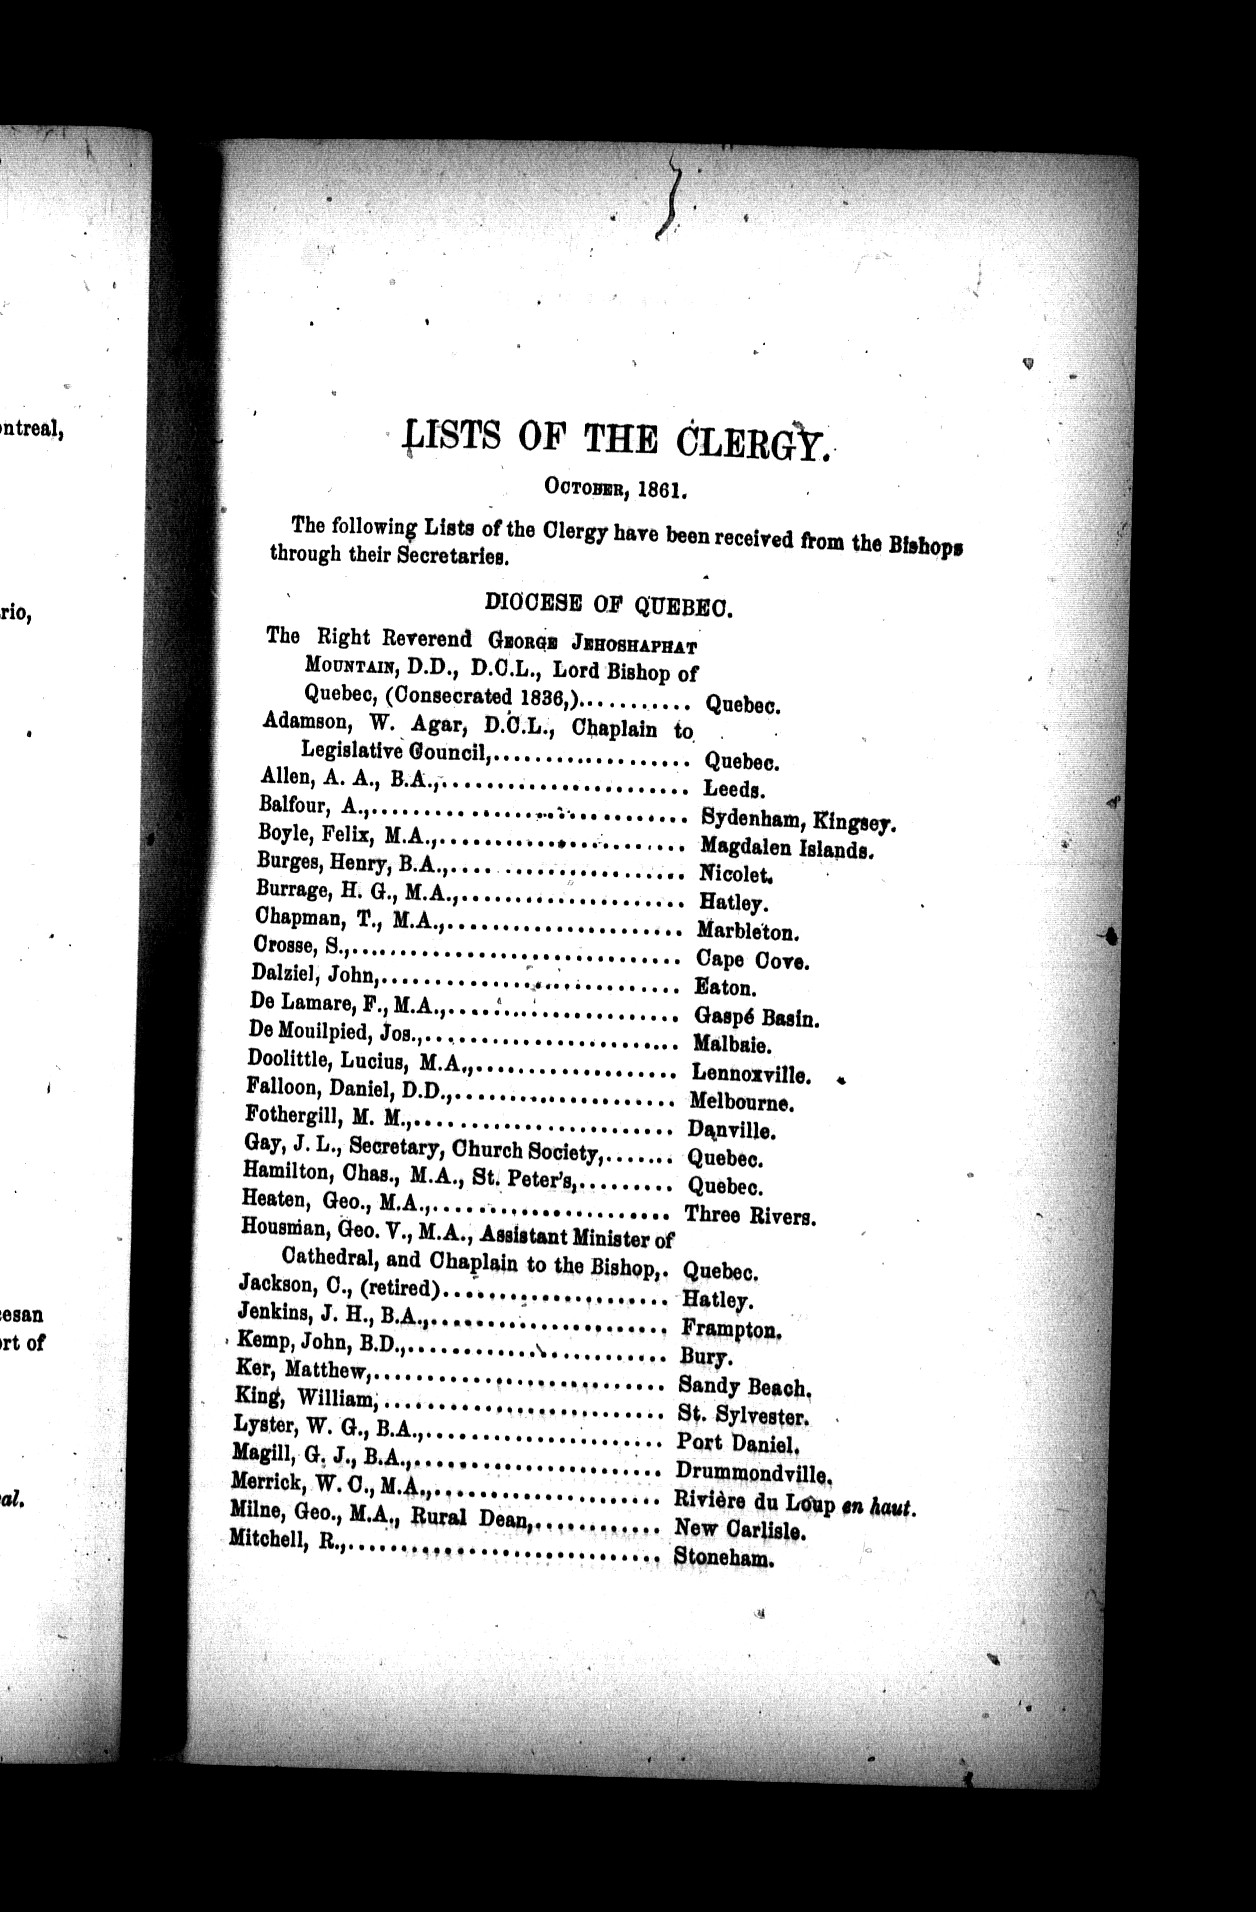 ontreal,
rio,
esan
rt of
al.
LISTS OF THE CLERGY.
OCTOBER, 1861.
The following Lists of the Clergy have been received from the Bishops
through their Secretaries.
DIOCESE OF QUEBEC.
The Right Reverend GEORGE JEHOSHAPHAT
MOUNTAIN, D.D., D.C.L., Lord Bishop of
Quebec, (Consecrated 1836,)........... Quebec.
Adamson, W. Agar, D.C.L., Chaplain to
Legislative Council,................... Quebec.
Allen, A. A., B.A.,........................ Leeds.
Balfour, A.,.............................. Sydenham, Kingsey.
Boyle, Felix, M.A.,........................ Magdalen Islands.
Burges, Henry, B.A.,...................... Nicolet.
Burrage, H. G., M.A.,..................... Hatley.
Chapman, T., M.A.,....................... Marbleton.
Crosse, S.,................................ Cape Cove.
Dalziel, John,............................. Eaton.
De Lamare, F., M.A.,...................... Gaspé Basin.
De Mouilpied, Jos.,........................ Malbaie.
Doolittle, Lucius, M.A.,,................... Lennoxville.
Falloon, Daniel, D.D.,..................... Melbourne.
Fothergill, M. M.,......................... Danville.
Gay, J. L., Secretary, Church Society,....... Quebec.
Hamilton, Chas., M.A., St. Peter's,......... Quebec.
Heaten, Geo., M.A.,....................... Three Rivers.
Housman, Geo. V., M.A., Assistant Minister of
Cathedral, and Chaplain to the Bishop,. Quebec.
Jackson, C., (retired)...................... Hatley.
Jenkins, J. H., B.A.,....................... Frampton.
Kemp, John, B.D.,......................... Bury.
Ker, Matthew,............................. Sandy Beach.
King, William,............................ St. Sylvester.
Lyster, W. G., B.A.,....................... Port Daniel.
Magill, G. J., B.A.,........................ Drummondville.
Merrick, W. C., M.A.,...................... Rivière du Loup en haut.
Milne, Geo., M.A., Rural Dean,............ New Carlisle.
Mitchell, R.,.............................. Stoneham.